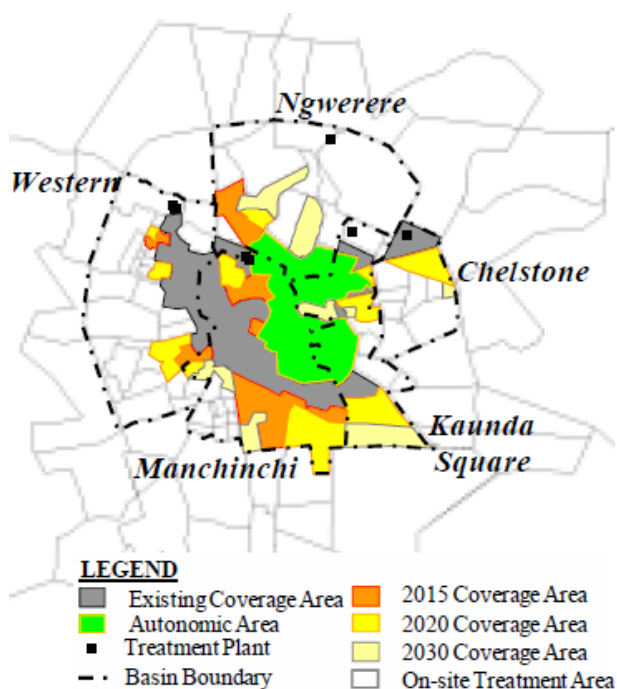 Ngwerere
Western
Chelstone
Kaunda
Square
Manchinchi
LEGEND
Existing Coverage Area
Autonomic Area
Treatment Plant
Basin Boundary
2015 Coverage Area
2020 Coverage Area
2030 Coverage Area
On-site Treatment Area